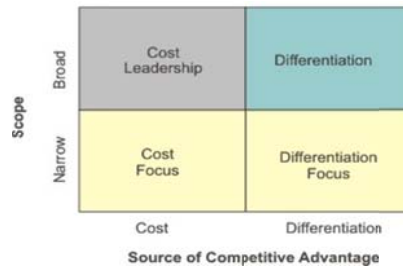 Scope
Broad
Cost
Leadership
Differentiation
Narrow
Cost
Focus
Differentiation
Focus
Cost
Differentiation
Source of Competitive Advantage